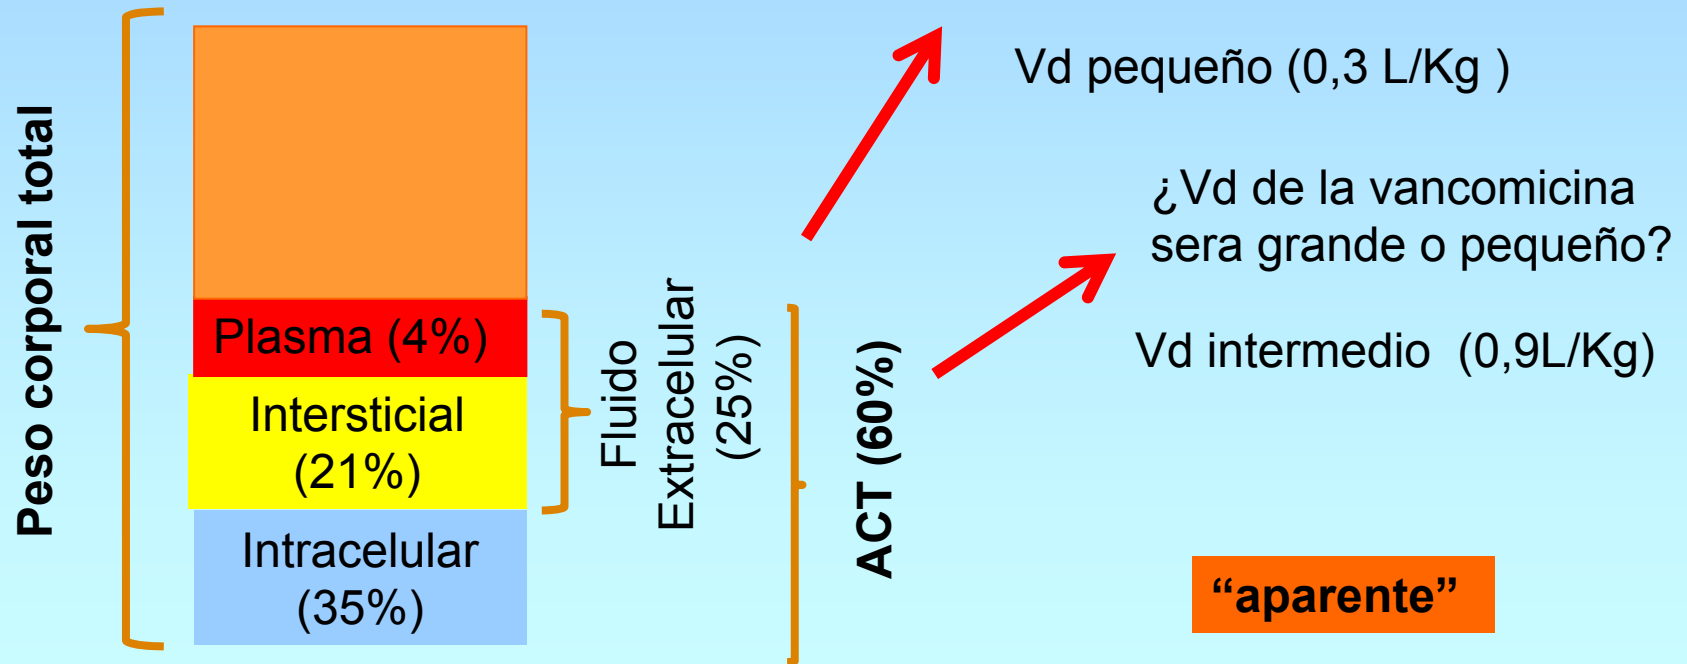 Peso corporal total
Plasma (4%)
Intersticial
(21%)
Intracelular
(35%)
Fluido
Extracelular
(25%)
ACT (60%)
Vd pequeño (0,3 L/Kg )
¿Vd de la vancomicina
sera grande o pequeño?
Vd intermedio (0,9L/Kg)
“aparente”